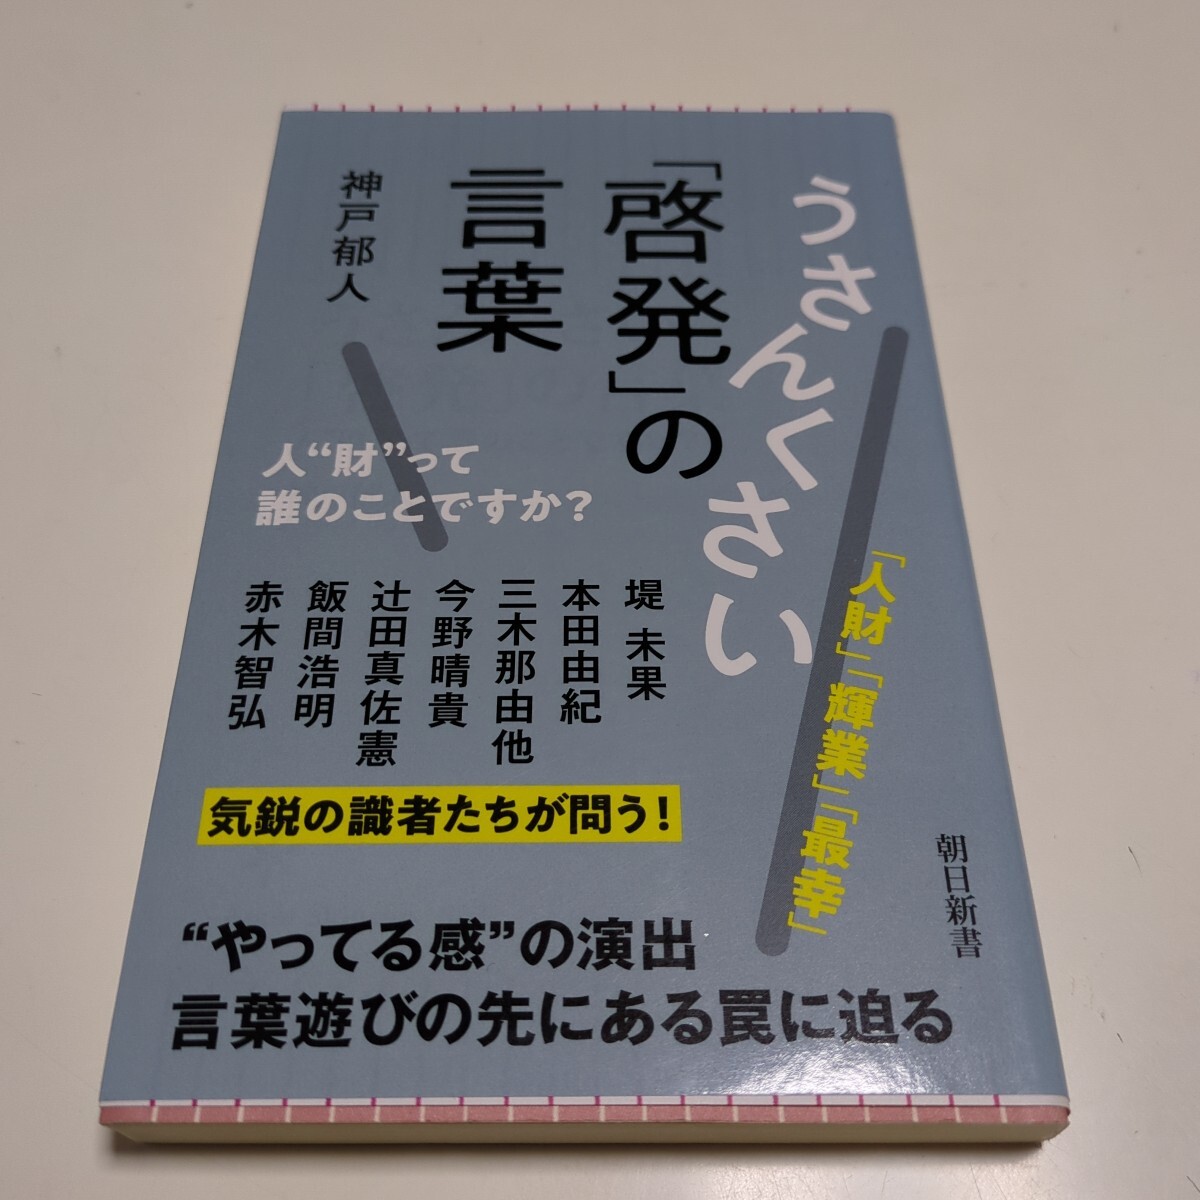 うさんくさい
「啓発」の
言葉
神戸郁人
人“財”って
誰のことですか?
「人財」「輝業」「最幸」
堤 未果
本田由紀
三木那由他
今野晴貴
辻田真佐憲
飯間浩明
赤木智弘
気鋭の識者たちが問う!
朝日新書
“やってる感”の演出
言葉遊びの先にある罠に迫る